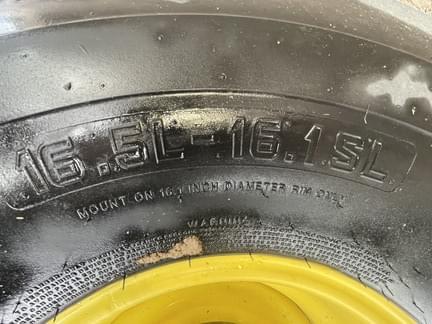 16.5L-16.1SL
MOUNT ON 16.1 INCH DIAMETER RIM ONLY
WARNING